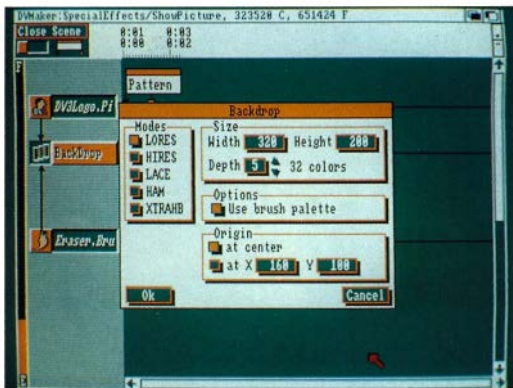 DVMaker:SpecialEffects/ShowPicture, 323520 C, 651424 F
Close Scene
0:01 0:03
0:00 0:02
F
Pattern
DV3Logo.Pi
BackDrop
Eraser.Bru
B
Backdrop
Modes
LORES
HIRES
LACE
HAM
XTRAHB
Size
Width 320 Height 200
Depth 5 32 colors
Options
Use brush palette
Origin
at center
at X 160 Y 100
Ok
Cancel